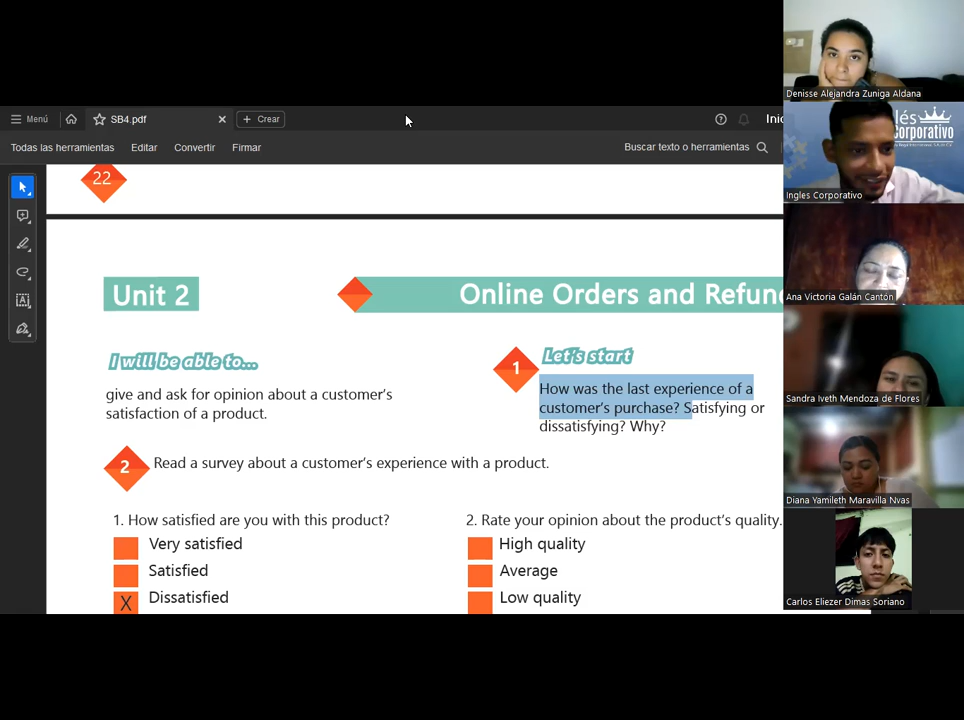 Menú
SB4.pdf
Crear
Inic
Todas las herramientas
Editar
Convertir
Firmar
Buscar texto o herramientas
22
Unit 2
Online Orders and Refun
I will be able to...
give and ask for opinion about a customer's
satisfaction of a product.
1
Let's start
How was the last experience of a
customer's purchase? Satisfying or
dissatisfying? Why?
2
Read a survey about a customer's experience with a product.
1. How satisfied are you with this product?
Very satisfied
Satisfied
X Dissatisfied
2. Rate your opinion about the product's quality.
High quality
Average
Low quality
Denisse Alejandra Zuniga Aldana
Ingles Corporativo
Ana Victoria Galán Cantón
Sandra Iveth Mendoza de Flores
Diana Yamileth Maravilla Nvas
Carlos Eliezer Dimas Soriano